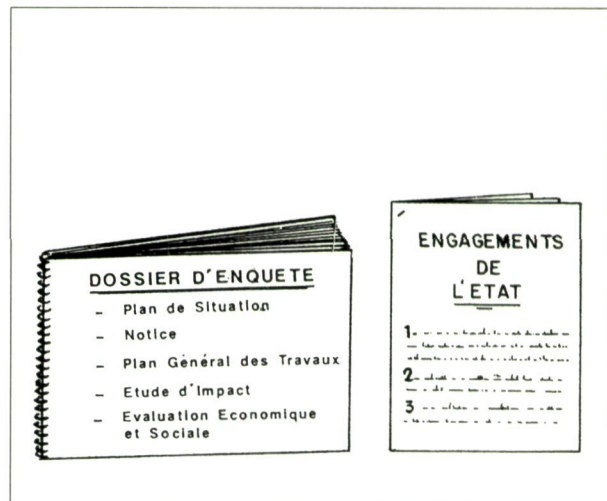 DOSSIER D'ENQUETE
- Plan de Situation
- Notice
- Plan Général des Travaux
- Etude d'Impact
- Evaluation Economique
et Sociale
ENGAGEMENTS
DE
L'ETAT
1
2
3